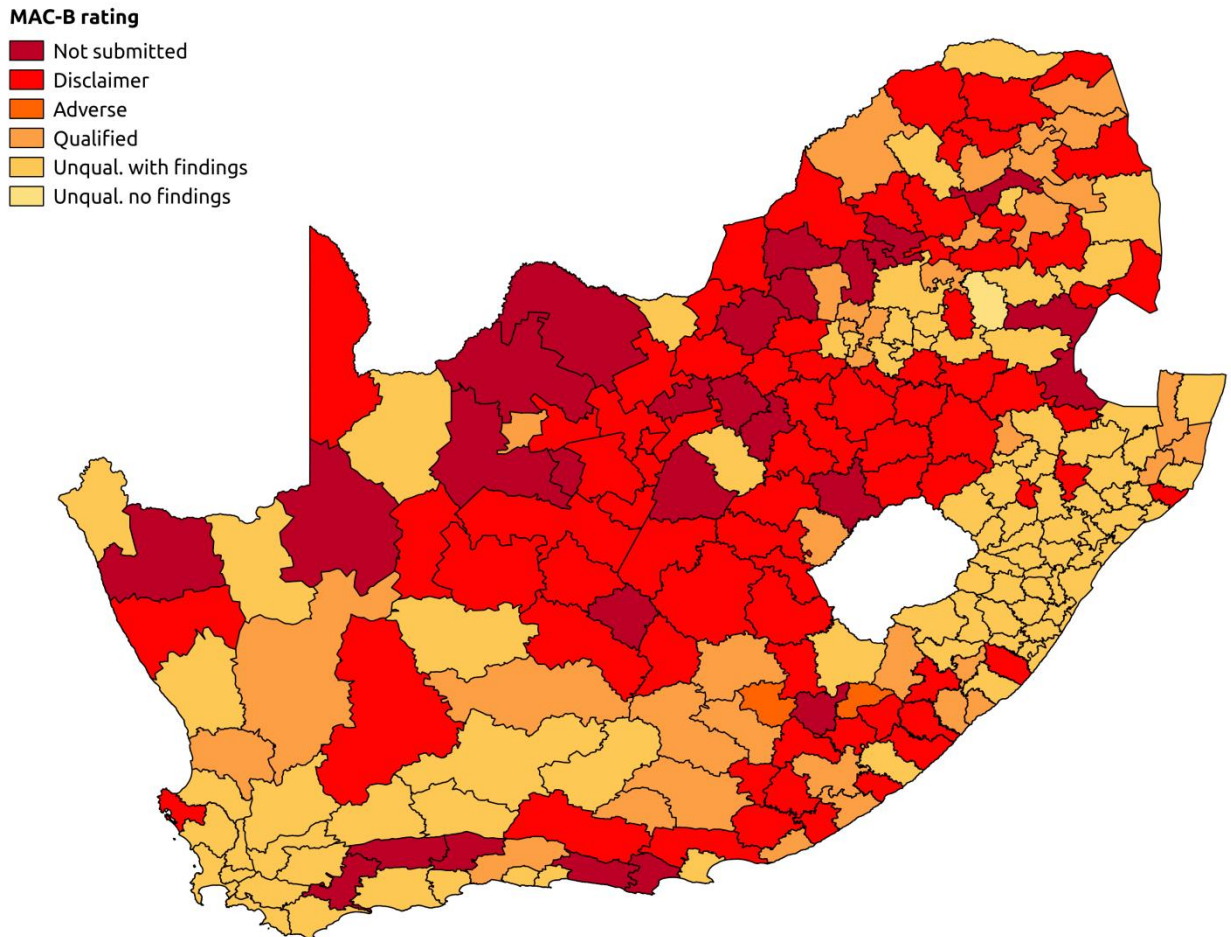 MAC-B rating
Not submitted
Disclaimer
Adverse
Qualified
Unqual. with findings
Unqual. no findings